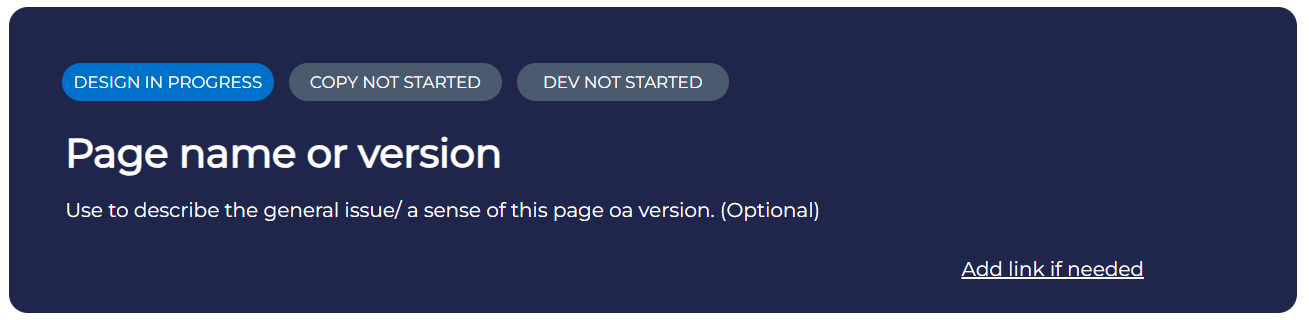 DESIGN IN PROGRESS COPY NOT STARTED DEV NOT STARTED
Page name or version
Use to describe the general issue/ a sense of this page oa version. (Optional)
Add link if needed